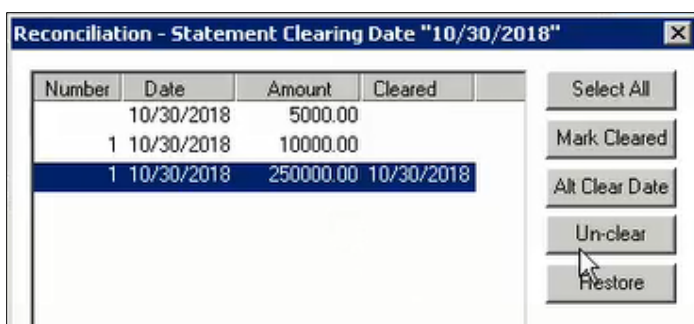 Reconciliation - Statement Clearing Date "10/30/2018"
Number Date Amount Cleared
10/30/2018 5000.00
1 10/30/2018 10000.00
1 10/30/2018 250000.00 10/30/2018
Select All
Mark Cleared
Alt Clear Date
Un-clear
Restore